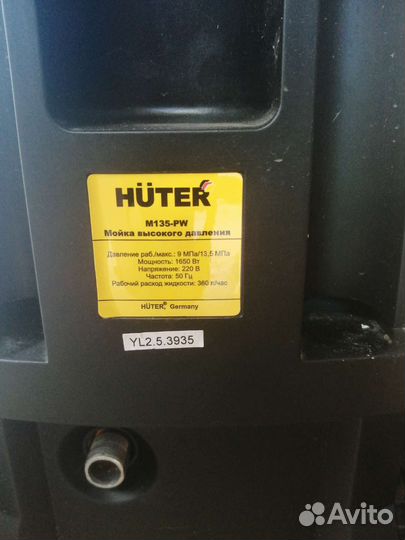 HÜTER
M135-PW
Мойка высокого давления
Давление раб./макс.: 9 МПа/13,5 МПа
Мощность: 1650 Вт
Напряжение: 220 В
Частота: 50 Гц
Рабочий расход жидкости: 360 л/час
HÜTER® Germany
YL2.5.3935
Avito